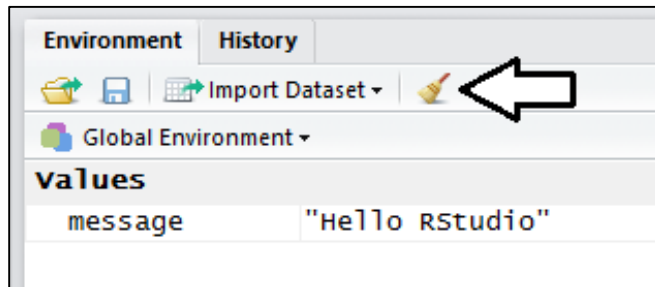 Environment History
Import Dataset
Global Environment
Values
message "Hello RStudio"